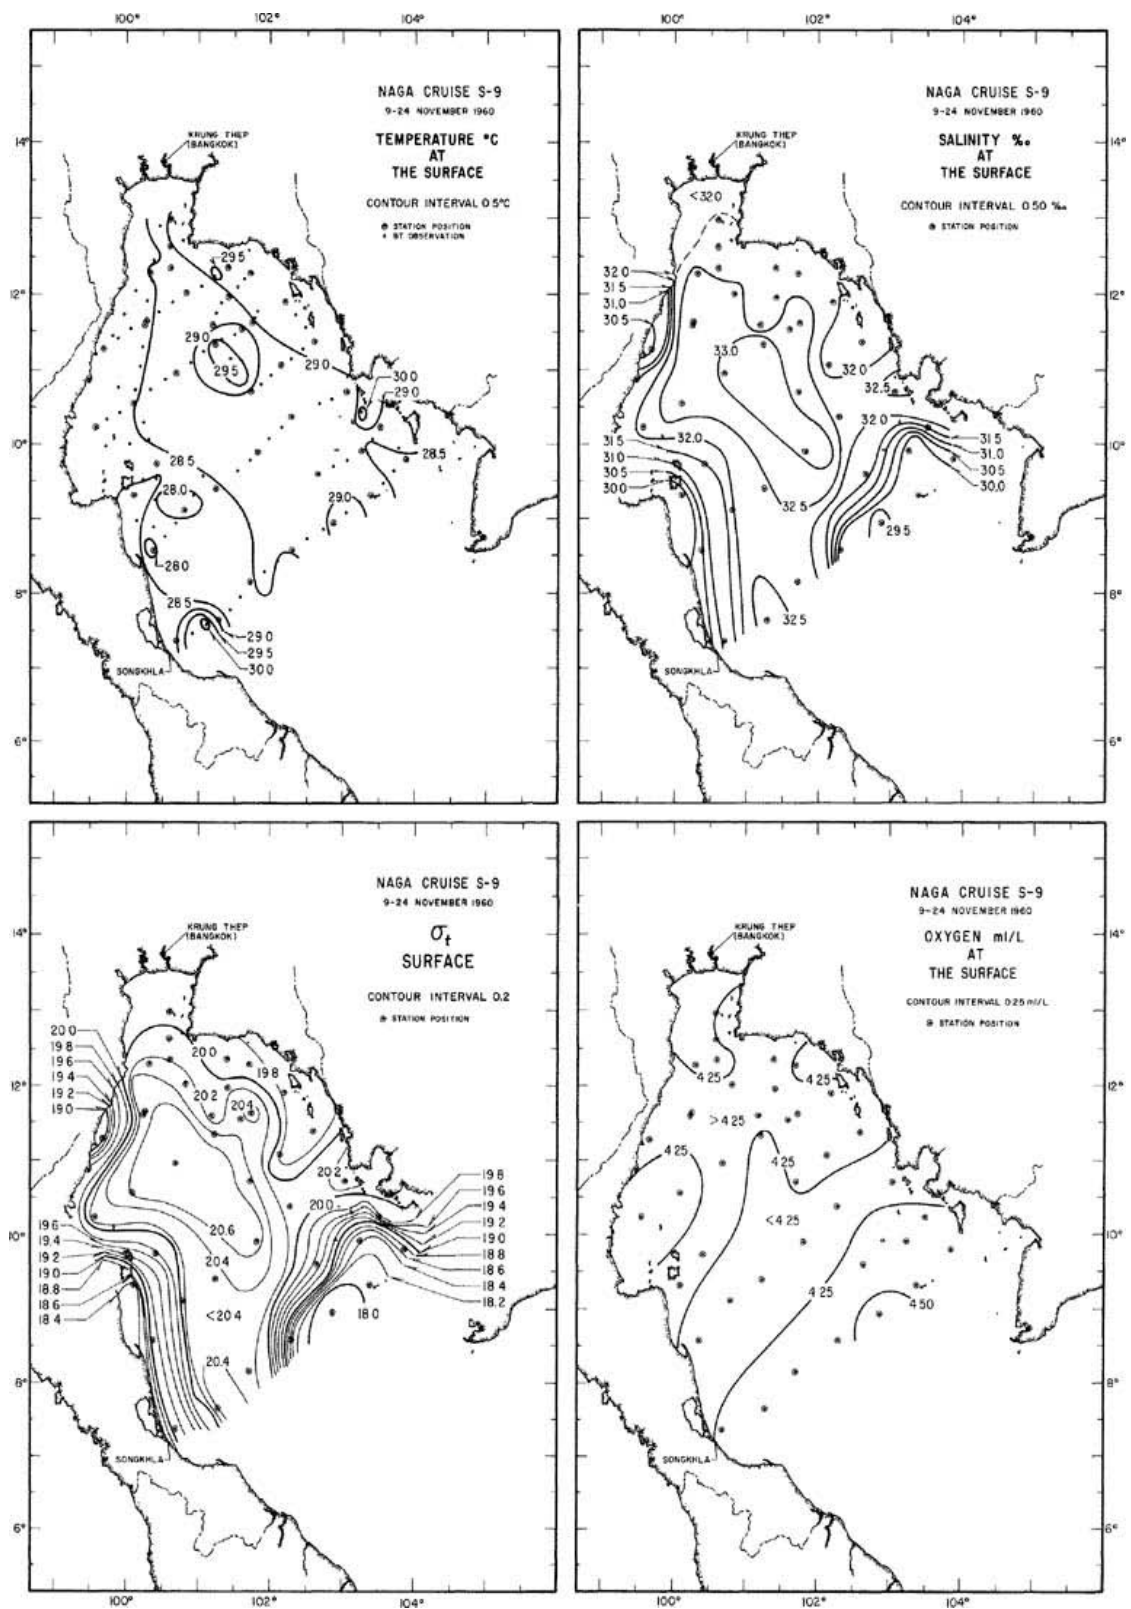 100° 102° 104° 100° 102° 104°
NAGA CRUISE S-9
9-24 NOVEMBER 1960
TEMPERATURE °C
AT
THE SURFACE
CONTOUR INTERVAL 0.5°C
STATION POSITION
BT OBSERVATION
KRUNG THEP
(BANGKOK)
14°
12°
10°
8°
6°
29.5
29.0
29.5
29.0
30.0
29.0
28.5
28.5
28.0
29.0
28.0
28.5
29.0
29.5
30.0
SONGKHLA
NAGA CRUISE S-9
9-24 NOVEMBER 1960
SALINITY ‰
AT
THE SURFACE
CONTOUR INTERVAL 0.50 ‰
STATION POSITION
KRUNG THEP
(BANGKOK)
14°
12°
10°
8°
6°
<32.0
32.0
31.5
31.0
30.5
33.0
32.0
32.5
32.0
31.5
31.0
30.5
30.0
32.0
31.5
31.0
30.5
30.0
32.5
29.5
32.5
SONGKHLA
NAGA CRUISE S-9
9-24 NOVEMBER 1960
σt
SURFACE
CONTOUR INTERVAL 0.2
STATION POSITION
KRUNG THEP
(BANGKOK)
14°
12°
10°
8°
6°
20.0
19.8
19.6
19.4
19.2
19.0
20.0
19.8
20.2
20.4
20.2
20.0
19.8
19.6
19.4
19.2
19.0
18.8
18.6
18.4
18.2
20.6
20.4
19.6
19.4
19.2
19.0
18.8
18.6
18.4
<20.4
18.0
20.4
SONGKHLA
NAGA CRUISE S-9
9-24 NOVEMBER 1960
OXYGEN ml/L
AT
THE SURFACE
CONTOUR INTERVAL 0.25 ml/L
STATION POSITION
KRUNG THEP
(BANGKOK)
14°
12°
10°
8°
6°
4.25
4.25
>4.25
4.25
4.25
<4.25
4.25
4.50
SONGKHLA
100° 102° 104° 100° 102° 104°